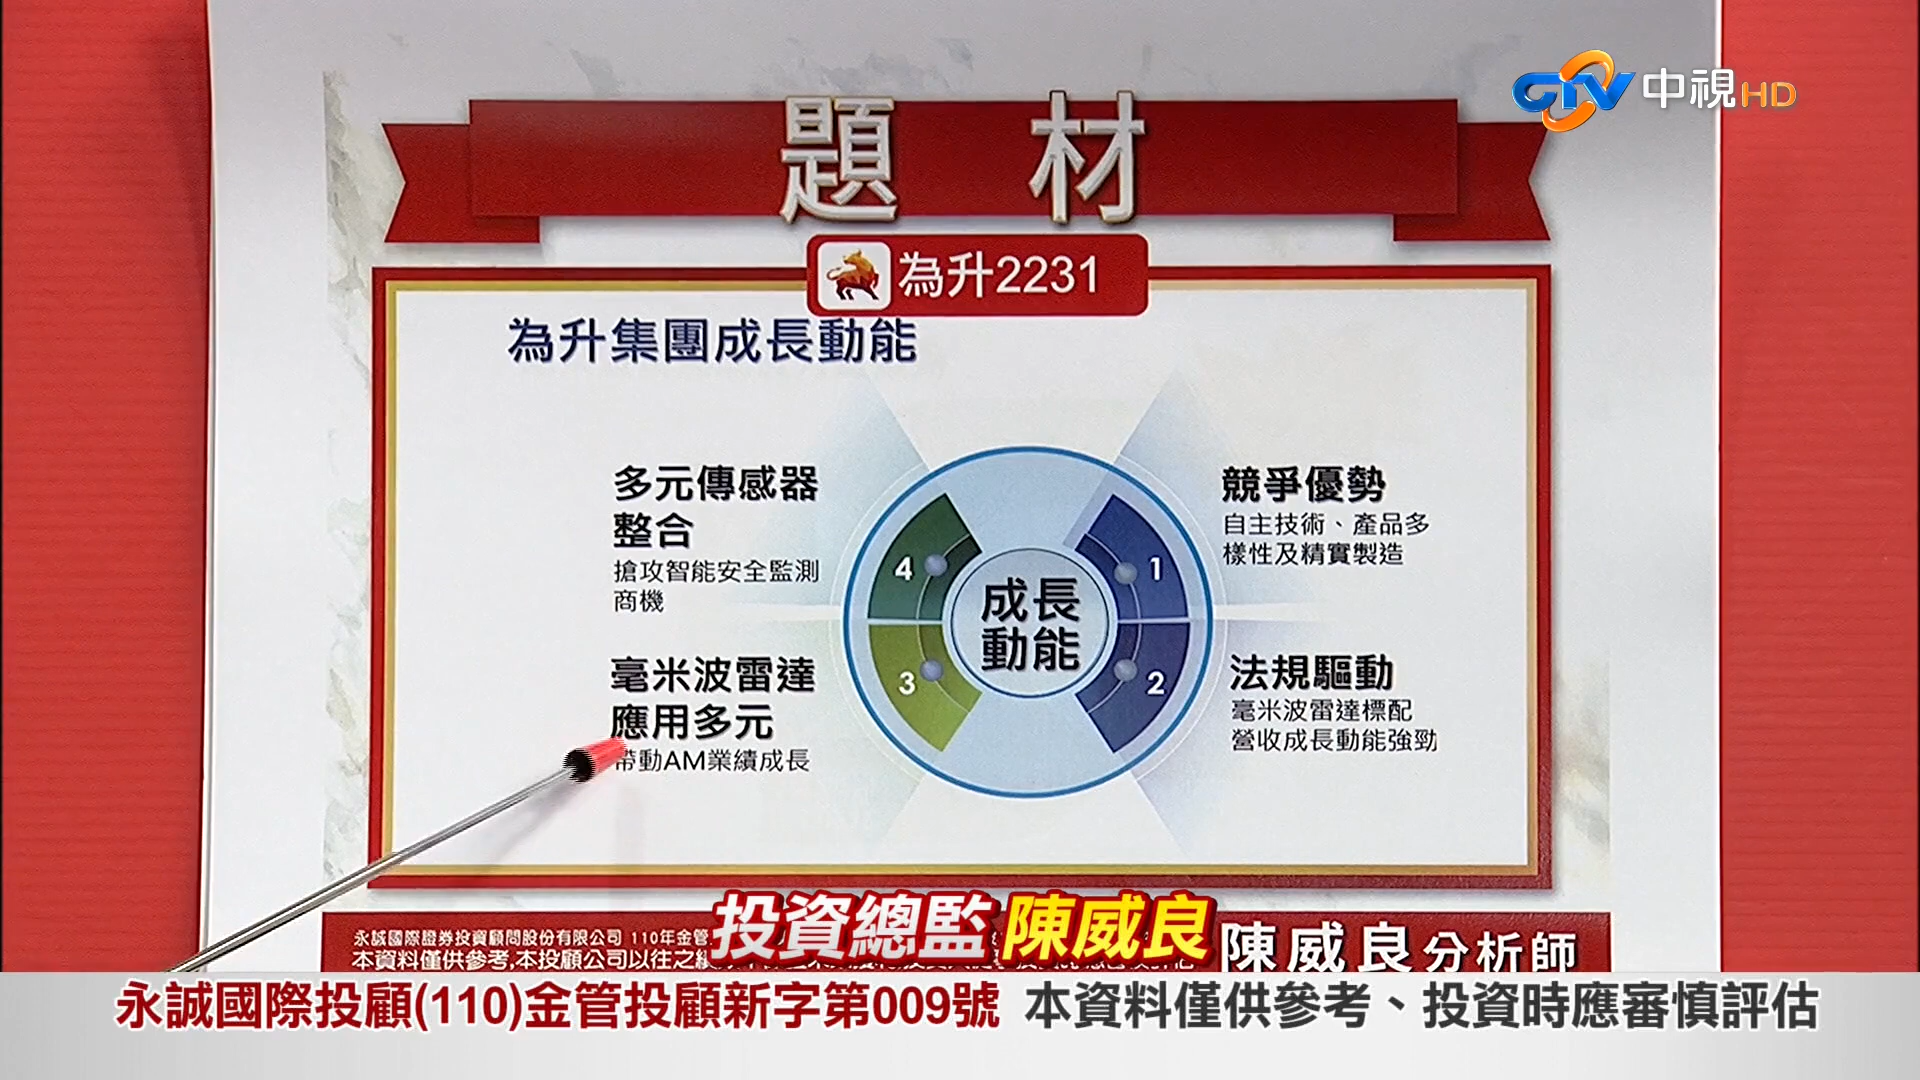 CTV中視HD
題材
為升2231
為升集團成長動能
多元傳感器
整合
搶攻智能安全監測
商機
競爭優勢
自主技術、產品多
樣性及精實製造
4
1
成長
動能
3
2
毫米波雷達
應用多元
帶動AM業績成長
法規驅動
毫米波雷達標配
營收成長動能強勁
投資總監 陳威良
永誠國際證券投資顧問股份有限公司 110年金管
本資料僅供參考,本投顧公司以往之
陳威良分析師
永誠國際投顧(110)金管投顧新字第009號 本資料僅供參考、投資時應審慎評估